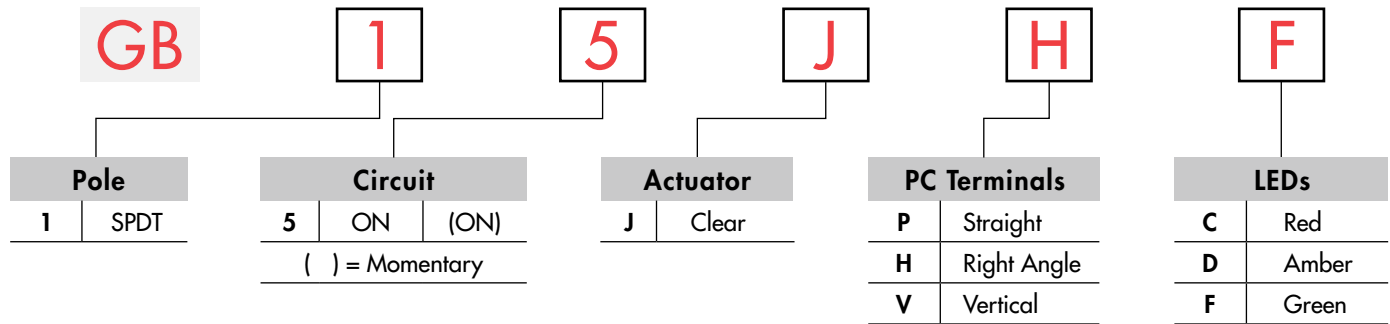 GB 1 5 J H F
Pole Circuit Actuator PC Terminals LEDs
1 SPDT 5 ON (ON) J Clear P Straight C Red
( ) = Momentary H Right Angle D Amber
V Vertical F Green